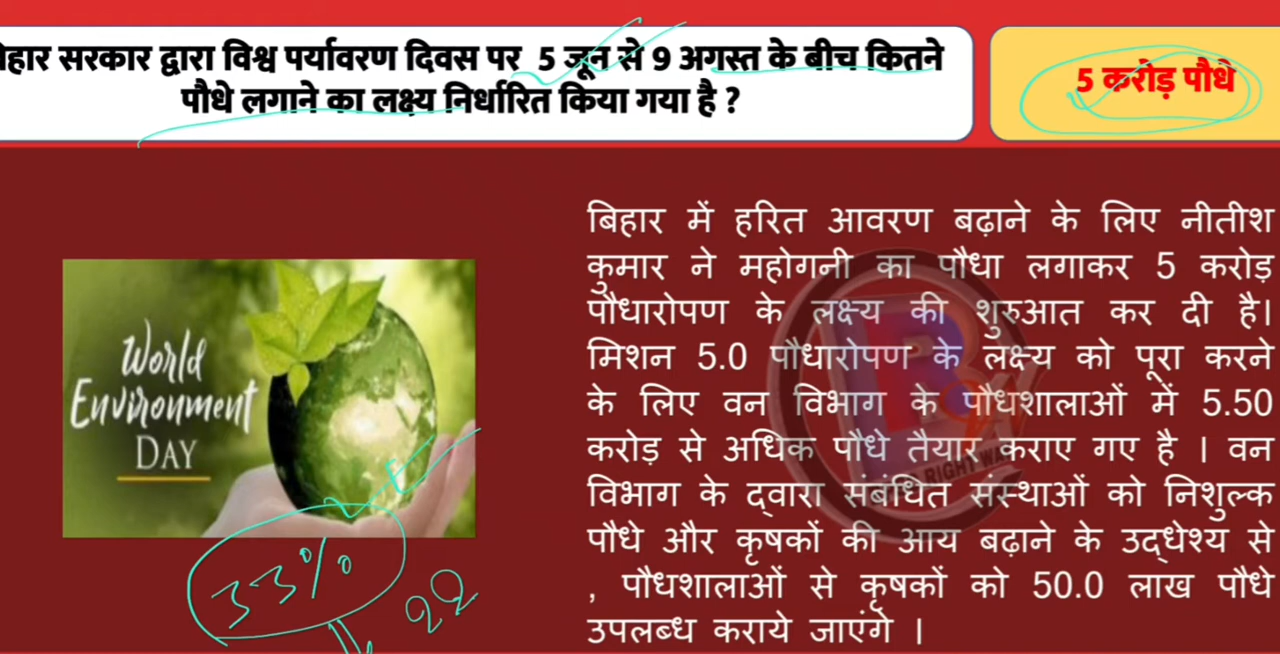 बिहार सरकार द्वारा विश्व पर्यावरण दिवस पर 5 जून से 9 अगस्त के बीच कितने
पौधे लगाने का लक्ष्य निर्धारित किया गया है ?
5 करोड़ पौधे
World
Environment
DAY
33%
22
बिहार में हरित आवरण बढ़ाने के लिए नीतीश
कुमार ने महोगनी का पौधा लगाकर 5 करोड़
पौधारोपण के लक्ष्य की शुरुआत कर दी है।
मिशन 5.0 पौधारोपण के लक्ष्य को पूरा करने
के लिए वन विभाग के पौधशालाओं में 5.50
करोड़ से अधिक पौधे तैयार कराए गए है | वन
विभाग के द्वारा संबंधित संस्थाओं को निशुल्क
पौधे और कृषकों की आय बढ़ाने के उद्धेश्य से
, पौधशालाओं से कृषकों को 50.0 लाख पौधे
उपलब्ध कराये जाएंगे |